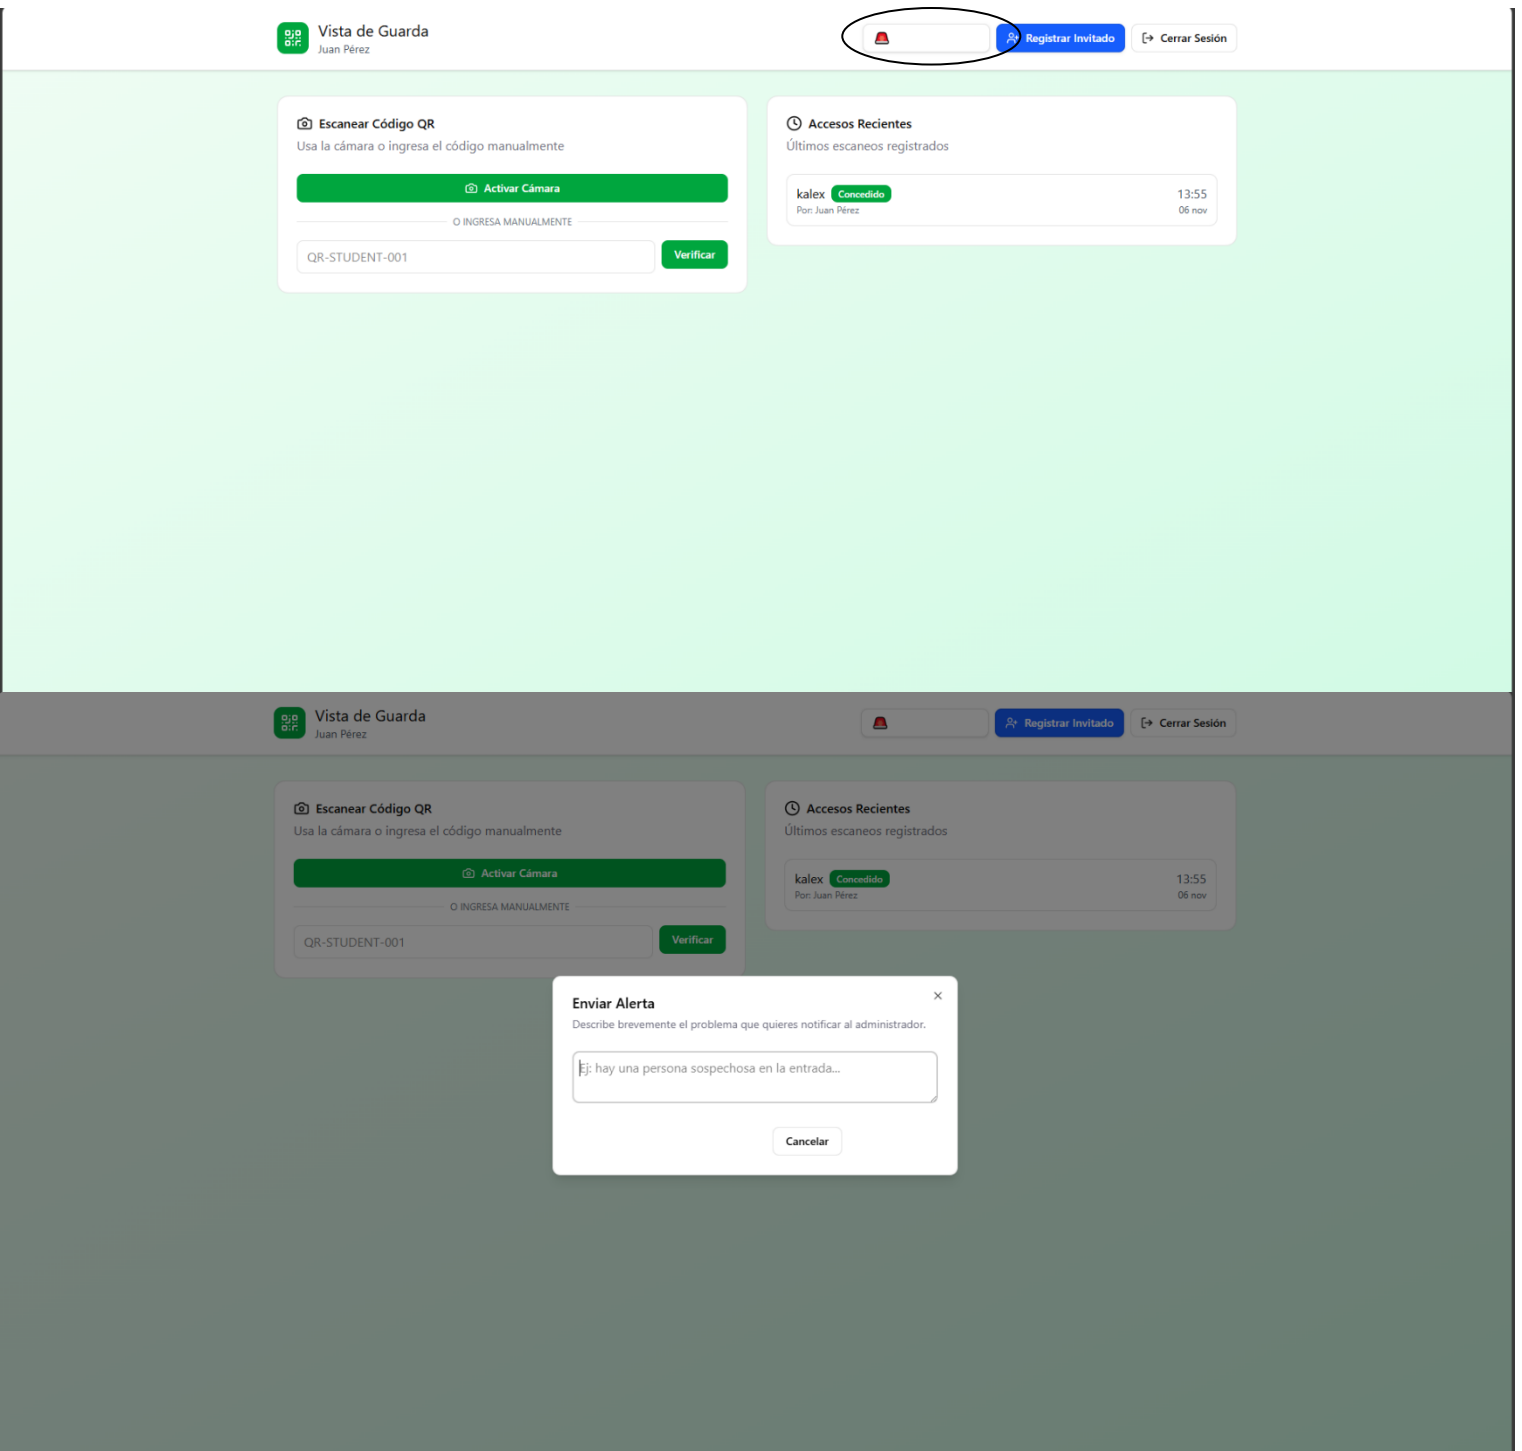 Vista de Guarda
Juan Pérez
Registrar Invitado
Cerrar Sesión
Escanear Código QR
Usa la cámara o ingresa el código manualmente
Activar Cámara
O INGRESA MANUALMENTE
QR-STUDENT-001
Verificar
Accesos Recientes
Últimos escaneos registrados
kalex Concedido 13:55
Por: Juan Pérez 06 nov
Vista de Guarda
Juan Pérez
Registrar Invitado
Cerrar Sesión
Escanear Código QR
Usa la cámara o ingresa el código manualmente
Activar Cámara
O INGRESA MANUALMENTE
QR-STUDENT-001
Verificar
Accesos Recientes
Últimos escaneos registrados
kalex Concedido 13:55
Por: Juan Pérez 06 nov
Enviar Alerta
Describe brevemente el problema que quieres notificar al administrador.
Ej: hay una persona sospechosa en la entrada...
Cancelar